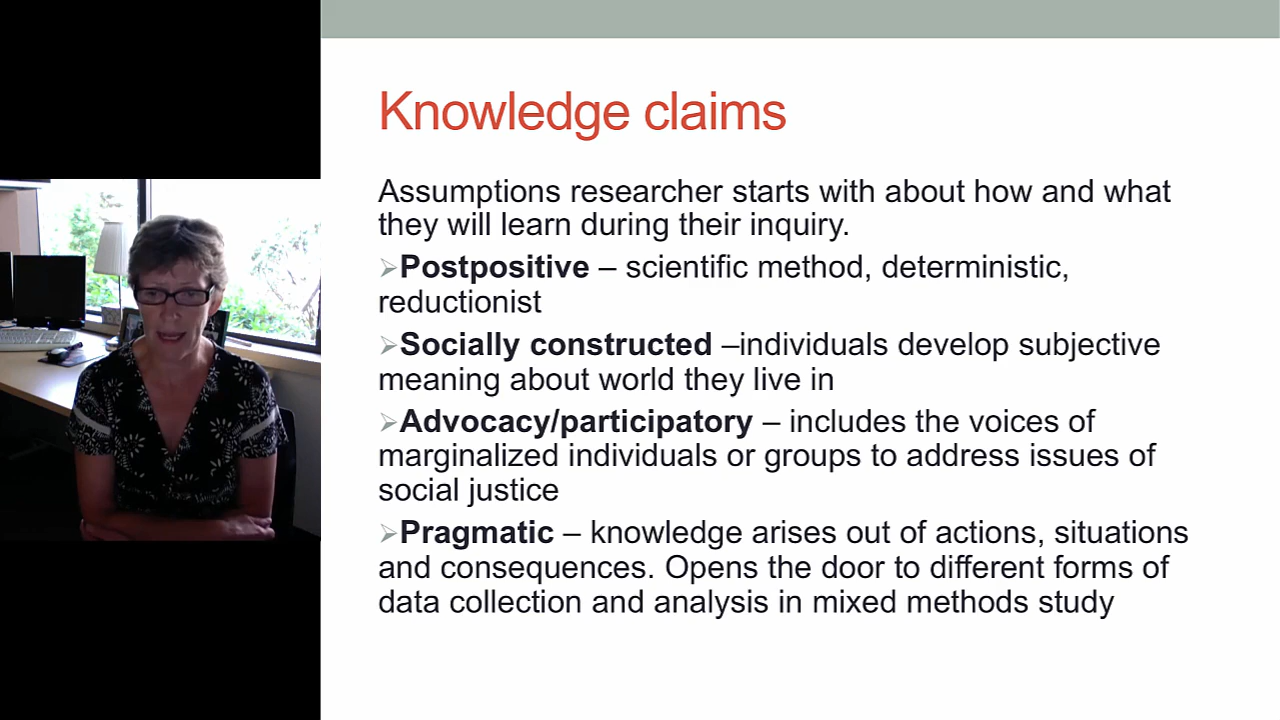 Knowledge claims
Assumptions researcher starts with about how and what
they will learn during their inquiry.
➢Postpositive – scientific method, deterministic,
reductionist
➢Socially constructed –individuals develop subjective
meaning about world they live in
➢Advocacy/participatory – includes the voices of
marginalized individuals or groups to address issues of
social justice
➢Pragmatic – knowledge arises out of actions, situations
and consequences. Opens the door to different forms of
data collection and analysis in mixed methods study